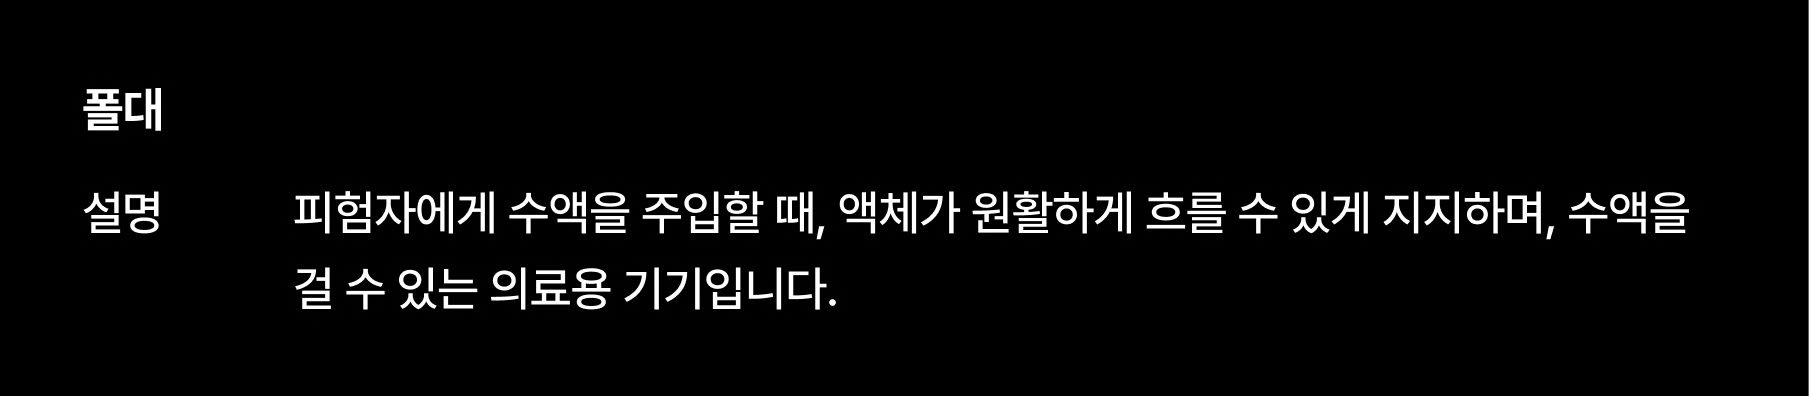 폴대
설명 피험자에게 수액을 주입할 때, 액체가 원활하게 흐를 수 있게 지지하며, 수액을
걸 수 있는 의료용 기기입니다.